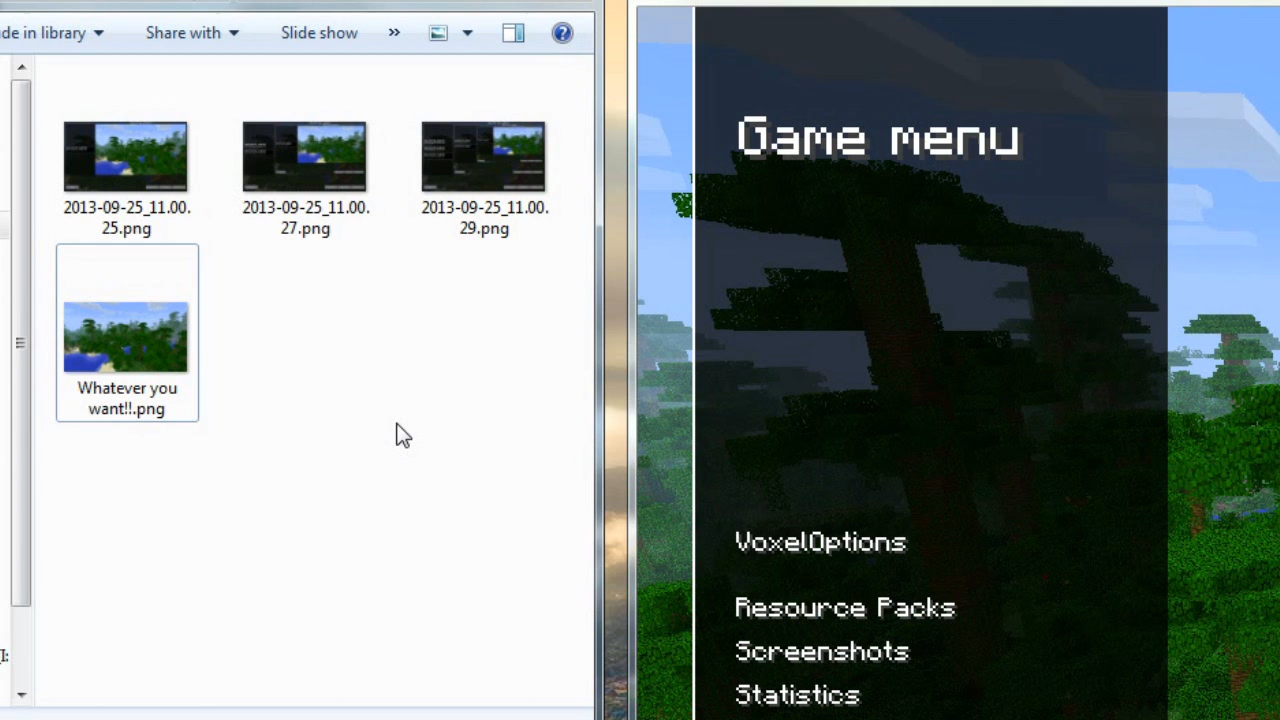 de in library
Share with
Slide show
»
2013-09-25_11.00.
25.png
2013-09-25_11.00.
27.png
2013-09-25_11.00.
29.png
Whatever you
want!!.png
Game menu
VoxelOptions
Resource Packs
Screenshots
Statistics